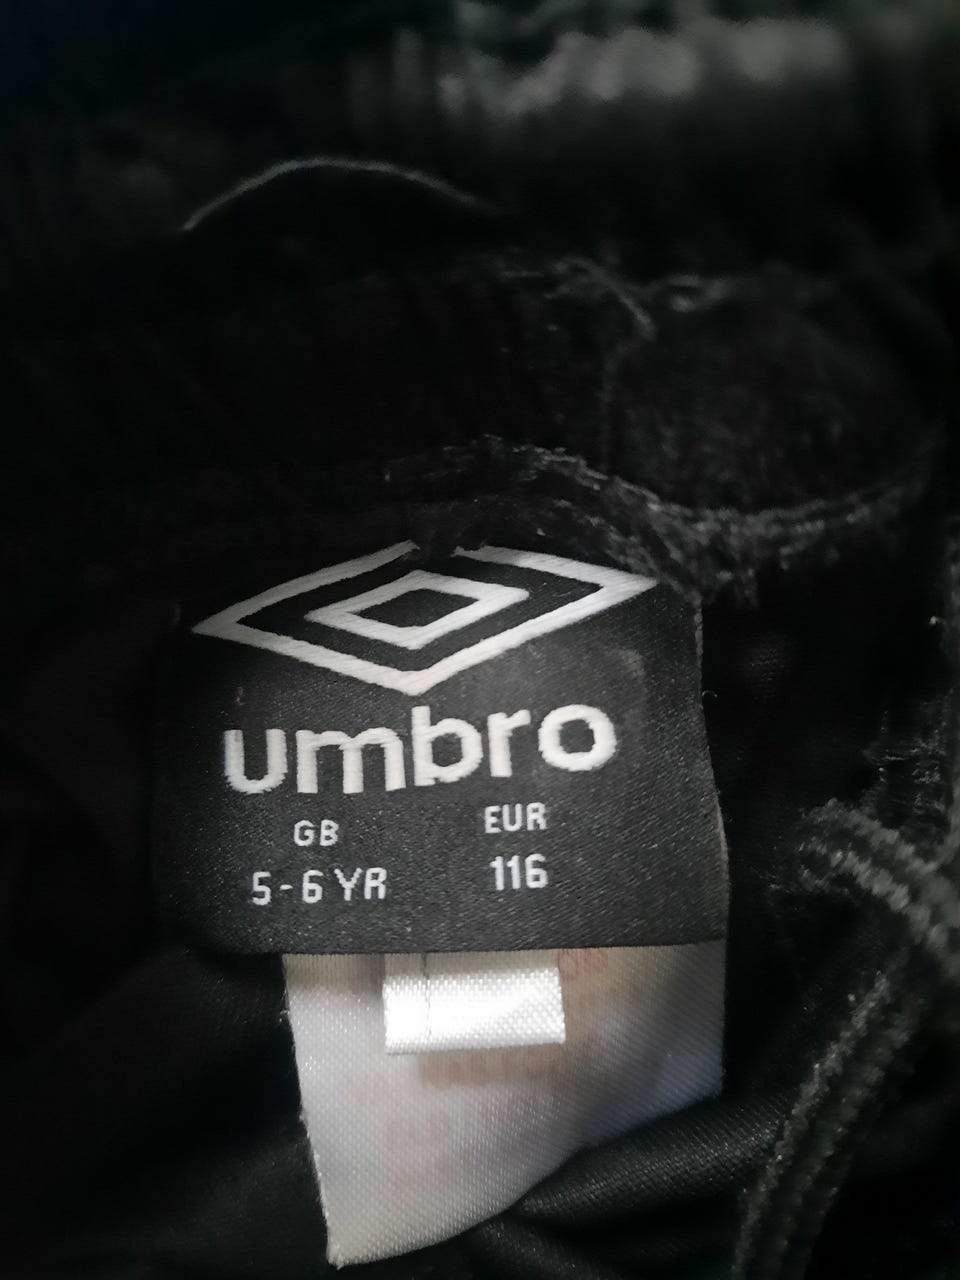 umbro
GB EUR
5-6 YR 116